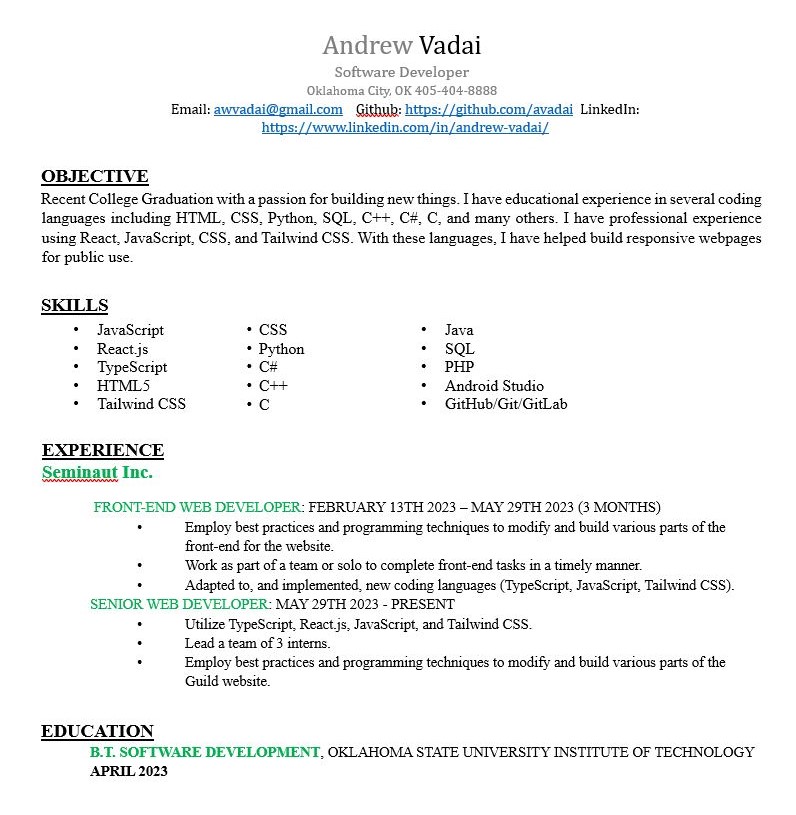 Andrew Vadai
Software Developer
Oklahoma City, OK 405-404-8888
Email: awvadai@gmail.com Github: https://github.com/avadai LinkedIn:
https://www.linkedin.com/in/andrew-vadai/
OBJECTIVE
Recent College Graduation with a passion for building new things. I have educational experience in several coding
languages including HTML, CSS, Python, SQL, C++, C#, C, and many others. I have professional experience
using React, JavaScript, CSS, and Tailwind CSS. With these languages, I have helped build responsive webpages
for public use.
SKILLS
• JavaScript • CSS • Java
• React.js • Python • SQL
• TypeScript • C# • PHP
• HTML5 • C++ • Android Studio
• Tailwind CSS • C • GitHub/Git/GitLab
EXPERIENCE
Seminaut Inc.
FRONT-END WEB DEVELOPER: FEBRUARY 13TH 2023 – MAY 29TH 2023 (3 MONTHS)
• Employ best practices and programming techniques to modify and build various parts of the
front-end for the website.
• Work as part of a team or solo to complete front-end tasks in a timely manner.
• Adapted to, and implemented, new coding languages (TypeScript, JavaScript, Tailwind CSS).
SENIOR WEB DEVELOPER: MAY 29TH 2023 - PRESENT
• Utilize TypeScript, React.js, JavaScript, and Tailwind CSS.
• Lead a team of 3 interns.
• Employ best practices and programming techniques to modify and build various parts of the
Guild website.
EDUCATION
B.T. SOFTWARE DEVELOPMENT, OKLAHOMA STATE UNIVERSITY INSTITUTE OF TECHNOLOGY
APRIL 2023